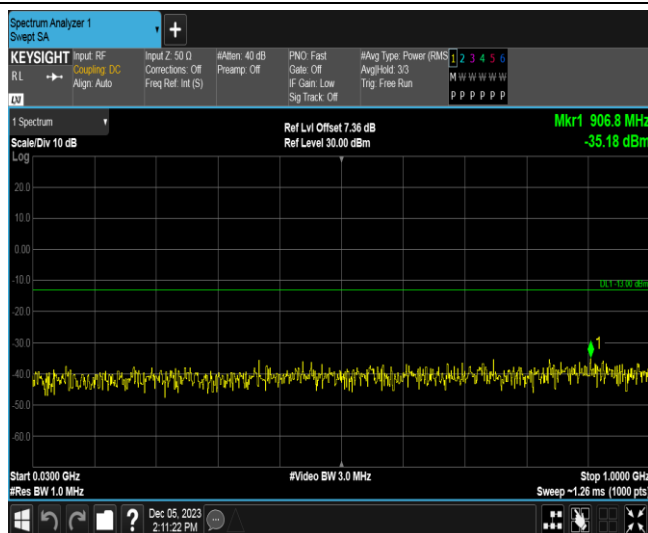 Spectrum Analyzer 1
Swept SA
+
KEYSIGHT
RL
Input: RF
Coupling: DC
Align: Auto
Input Z: 50 Ω
Corrections: Off
Freq Ref: Int (S)
#Atten: 40 dB
Preamp: Off
PNO: Fast
Gate: Off
IF Gain: Low
Sig Track: Off
#Avg Type: Power (RMS
Avg|Hold: 3/3
Trig: Free Run
1 2 3 4 5 6
M W W W W W
P P P P P P
LXI
1 Spectrum
Scale/Div 10 dB
Ref Lvl Offset 7.36 dB
Ref Level 30.00 dBm
Mkr1 906.8 MHz
-35.18 dBm
Log
20.0
10.0
0.00
-10.0
DL1 -13.00 dBm
-20.0
-30.0
1
-40.0
-50.0
-60.0
Start 0.0300 GHz
#Video BW 3.0 MHz
Stop 1.0000 GHz
#Res BW 1.0 MHz
Sweep ~1.26 ms (1000 pts)
?
Dec 05, 2023
2:11:22 PM